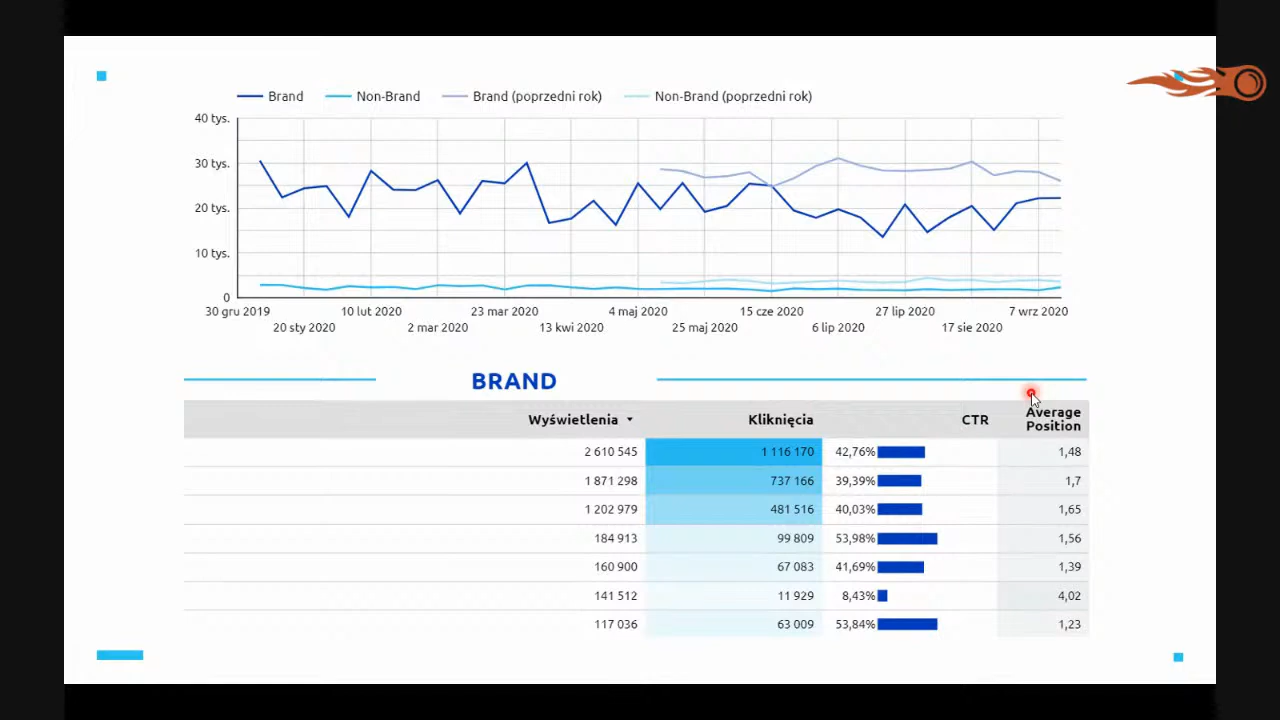 Brand Non-Brand Brand (poprzedni rok) Non-Brand (poprzedni rok)
40 tys.
30 tys.
20 tys.
10 tys.
0
30 gru 2019 10 lut 2020 23 mar 2020 4 maj 2020 15 cze 2020 27 lip 2020 7 wrz 2020
20 sty 2020 2 mar 2020 13 kwi 2020 25 maj 2020 6 lip 2020 17 sie 2020
BRAND
Wyświetlenia Kliknięcia CTR Average Position
2 610 545 1 116 170 42,76% 1,48
1 871 298 737 166 39,39% 1,7
1 202 979 481 516 40,03% 1,65
184 913 99 809 53,98% 1,56
160 900 67 083 41,69% 1,39
141 512 11 929 8,43% 4,02
117 036 63 009 53,84% 1,23